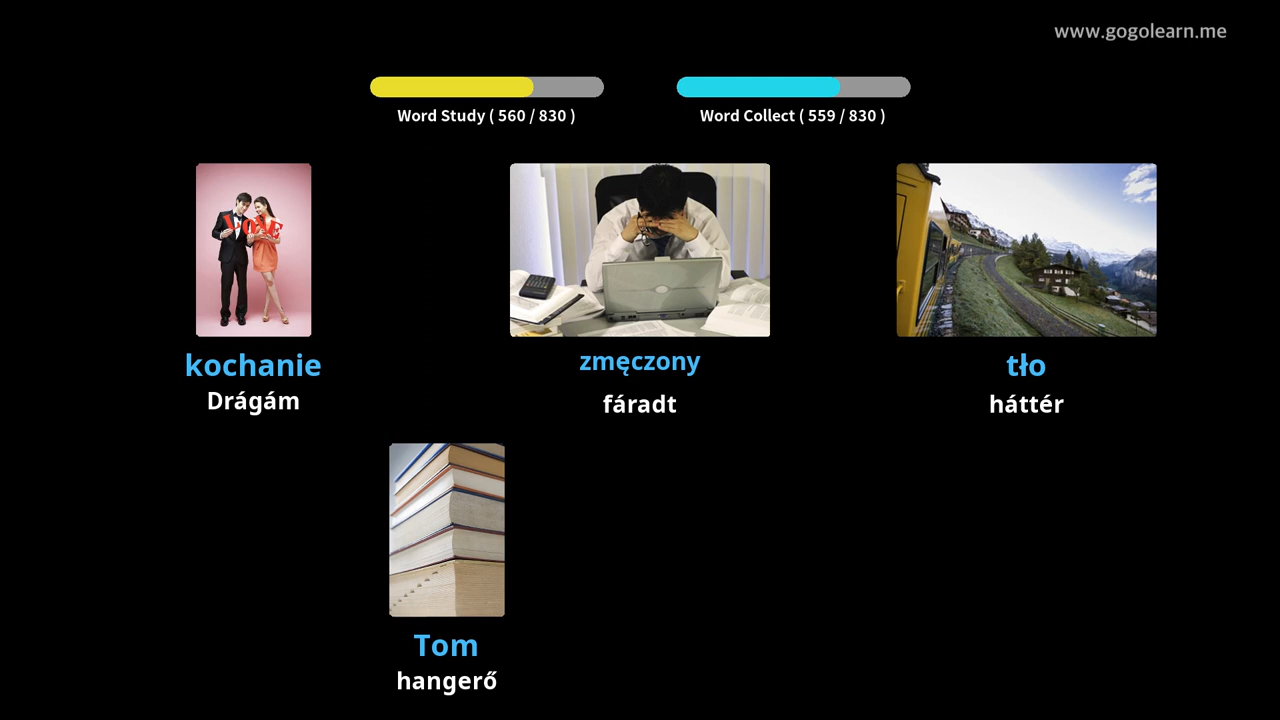 www.gogolearn.me
Word Study ( 560 / 830 )
Word Collect ( 559 / 830 )
LOVE
kochanie
Drágám
zmęczony
fáradt
tło
háttér
Tom
hangerő